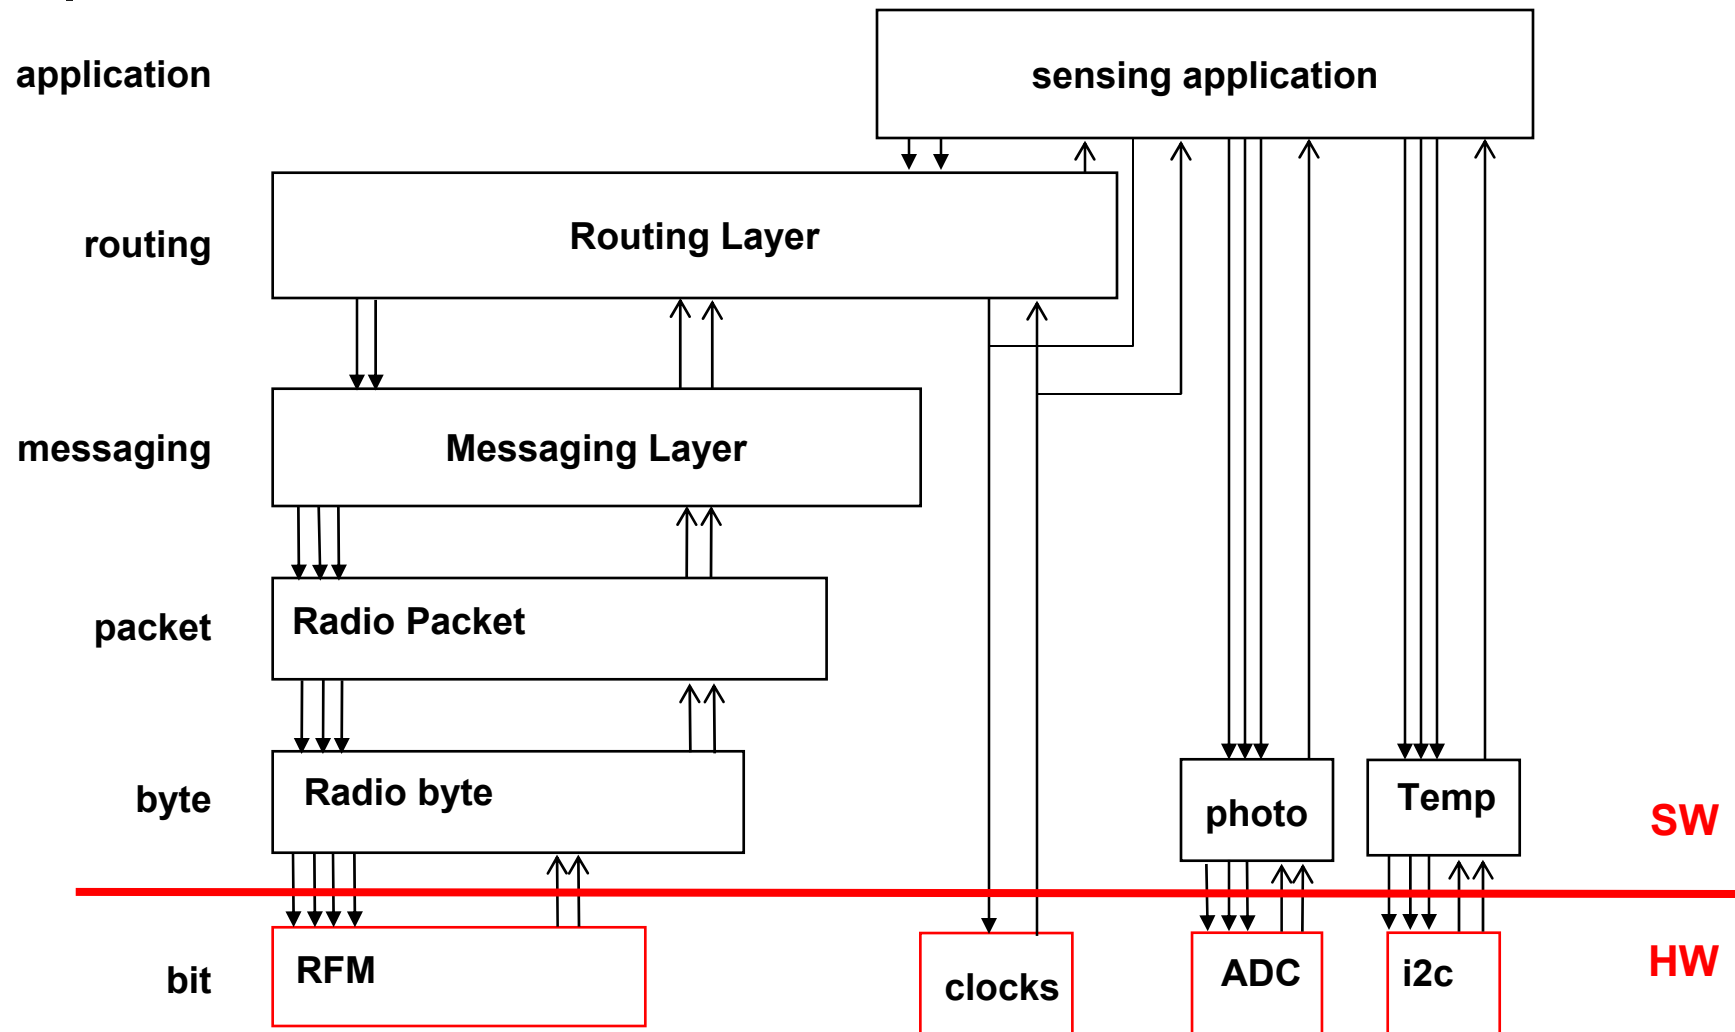 application
sensing application
routing
Routing Layer
messaging
Messaging Layer
packet
Radio Packet
byte
Radio byte
photo
Temp
SW
bit
RFM
clocks
ADC
i2c
HW